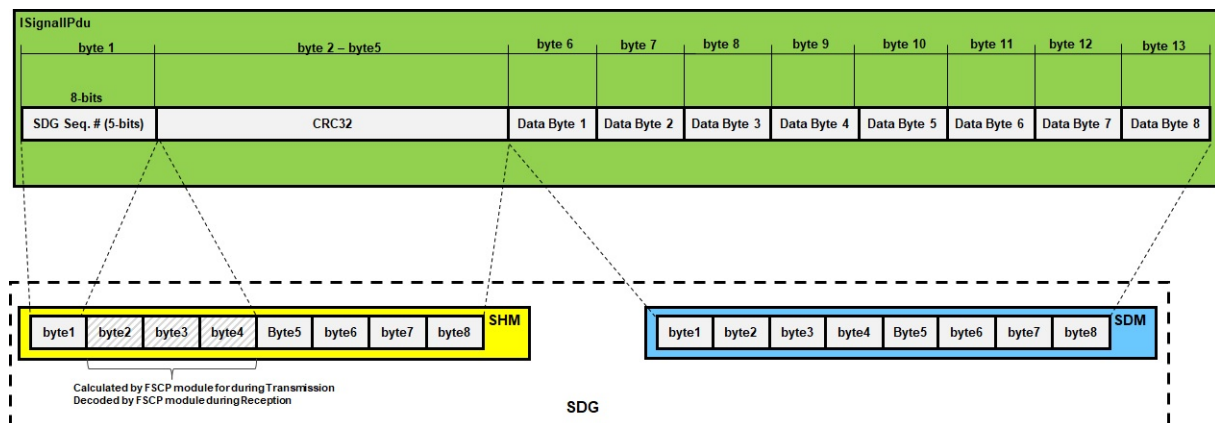 ISignalIPdu
byte 1 byte 2 – byte5 byte 6 byte 7 byte 8 byte 9 byte 10 byte 11 byte 12 byte 13
8-bits
SDG Seq. # (5-bits) CRC32 Data Byte 1 Data Byte 2 Data Byte 3 Data Byte 4 Data Byte 5 Data Byte 6 Data Byte 7 Data Byte 8
byte1 byte2 byte3 byte4 Byte5 byte6 byte7 byte8 SHM
byte1 byte2 byte3 byte4 Byte5 byte6 byte7 byte8 SDM
Calculated by FSCP module for during Transmission
Decoded by FSCP module during Reception
SDG